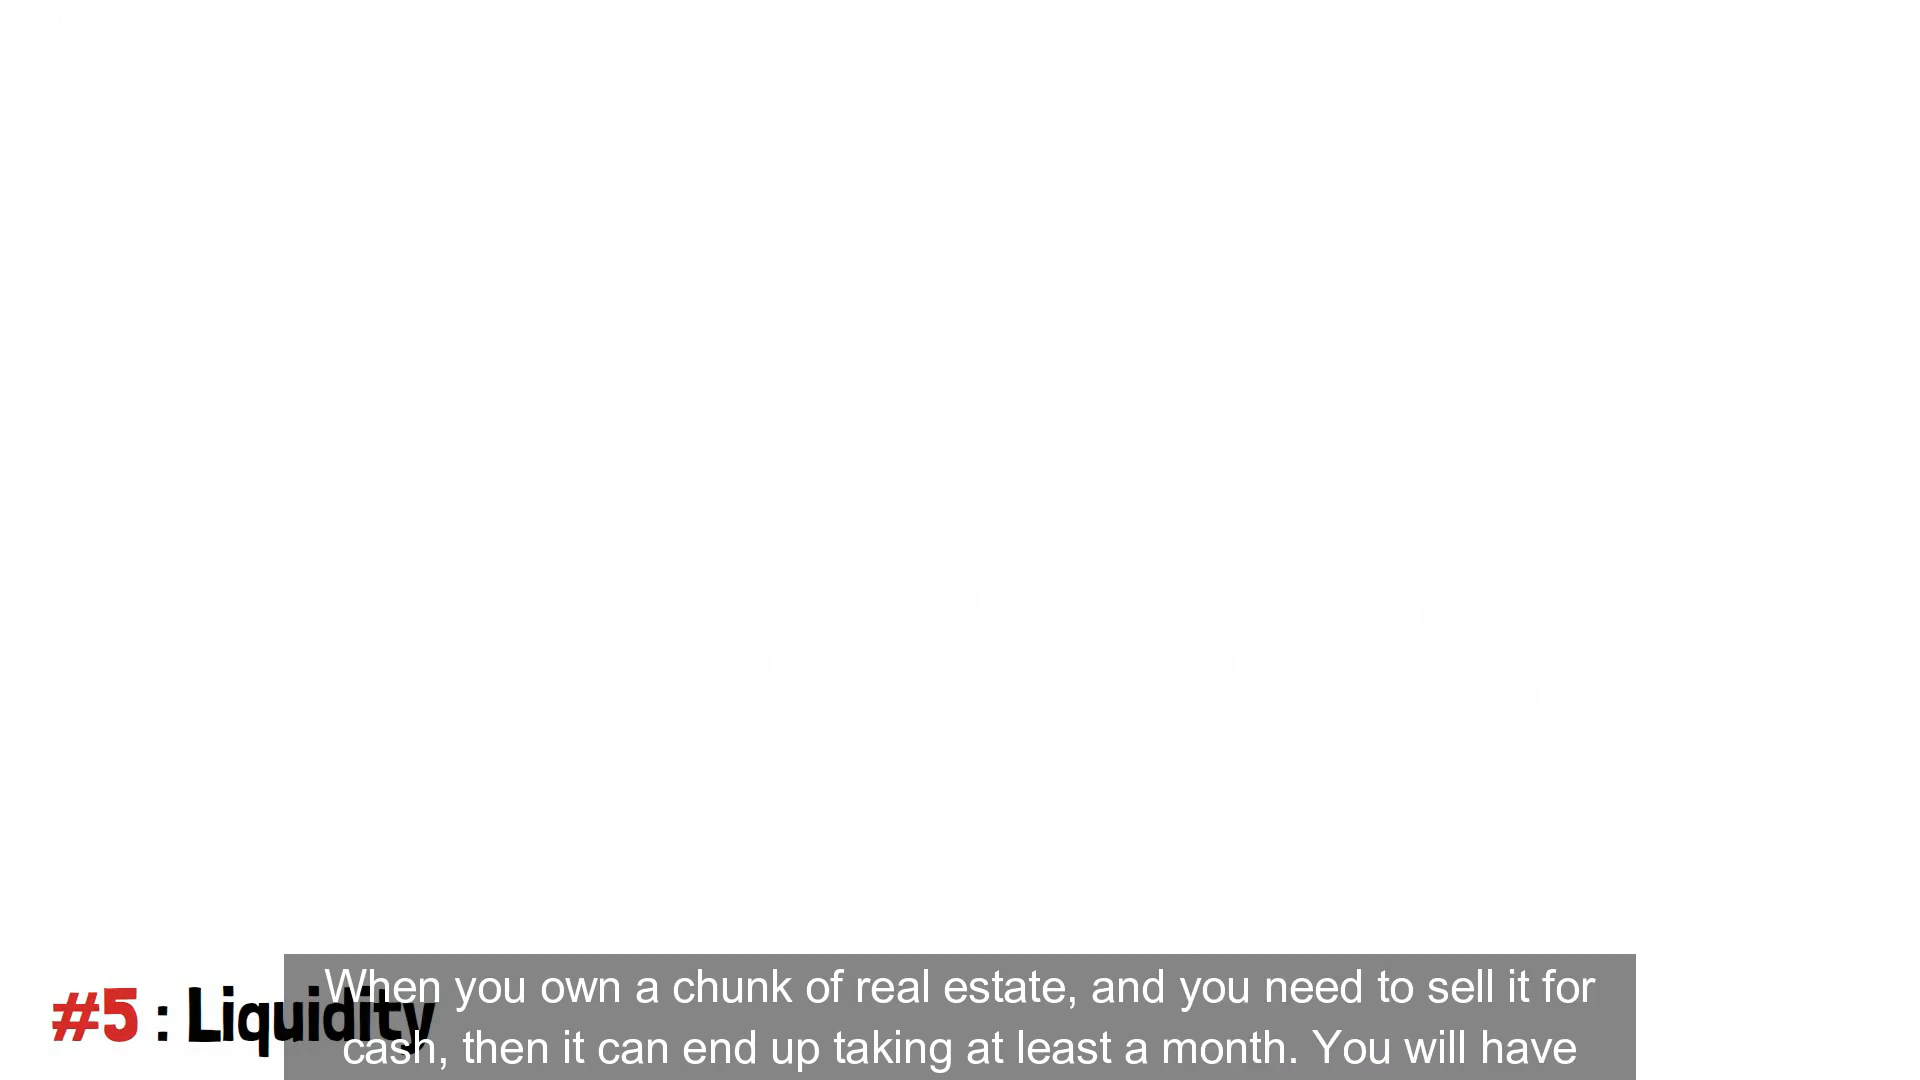 #5 : Liquidity
When you own a chunk of real estate, and you need to sell it for
cash, then it can end up taking at least a month. You will have